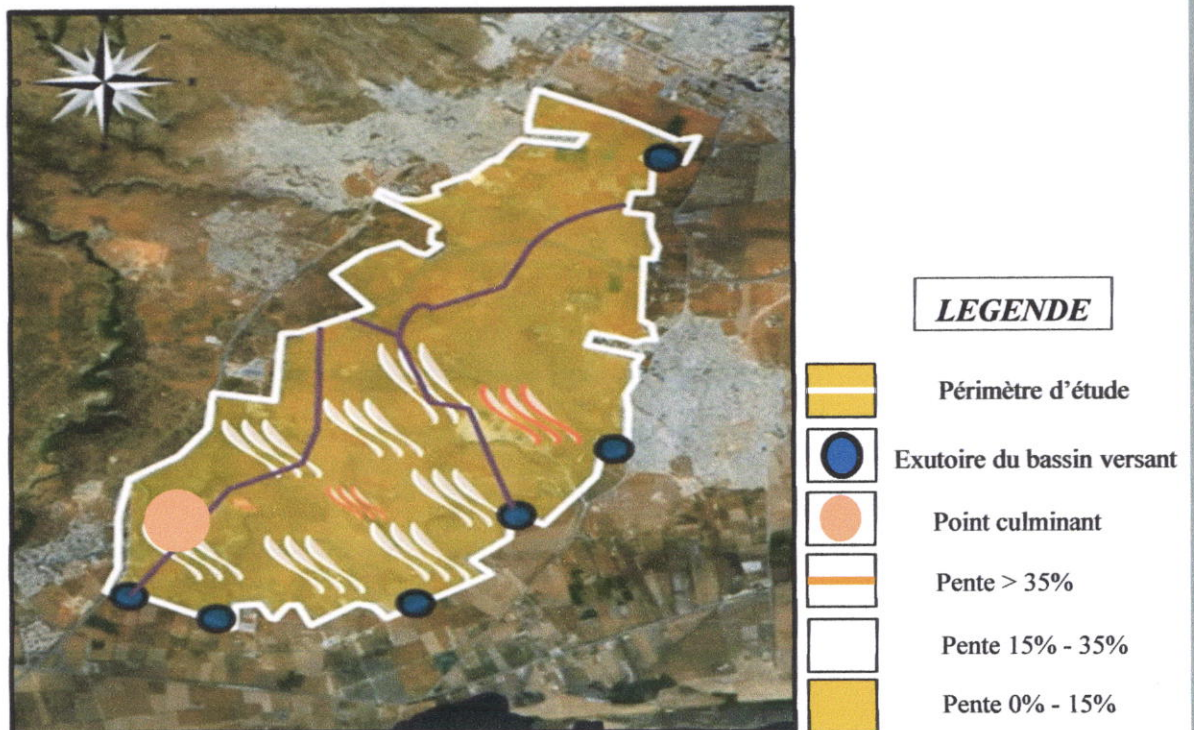 LEGENDE
Périmètre d'étude
Exutoire du bassin versant
Point culminant
Pente > 35%
Pente 15% - 35%
Pente 0% - 15%